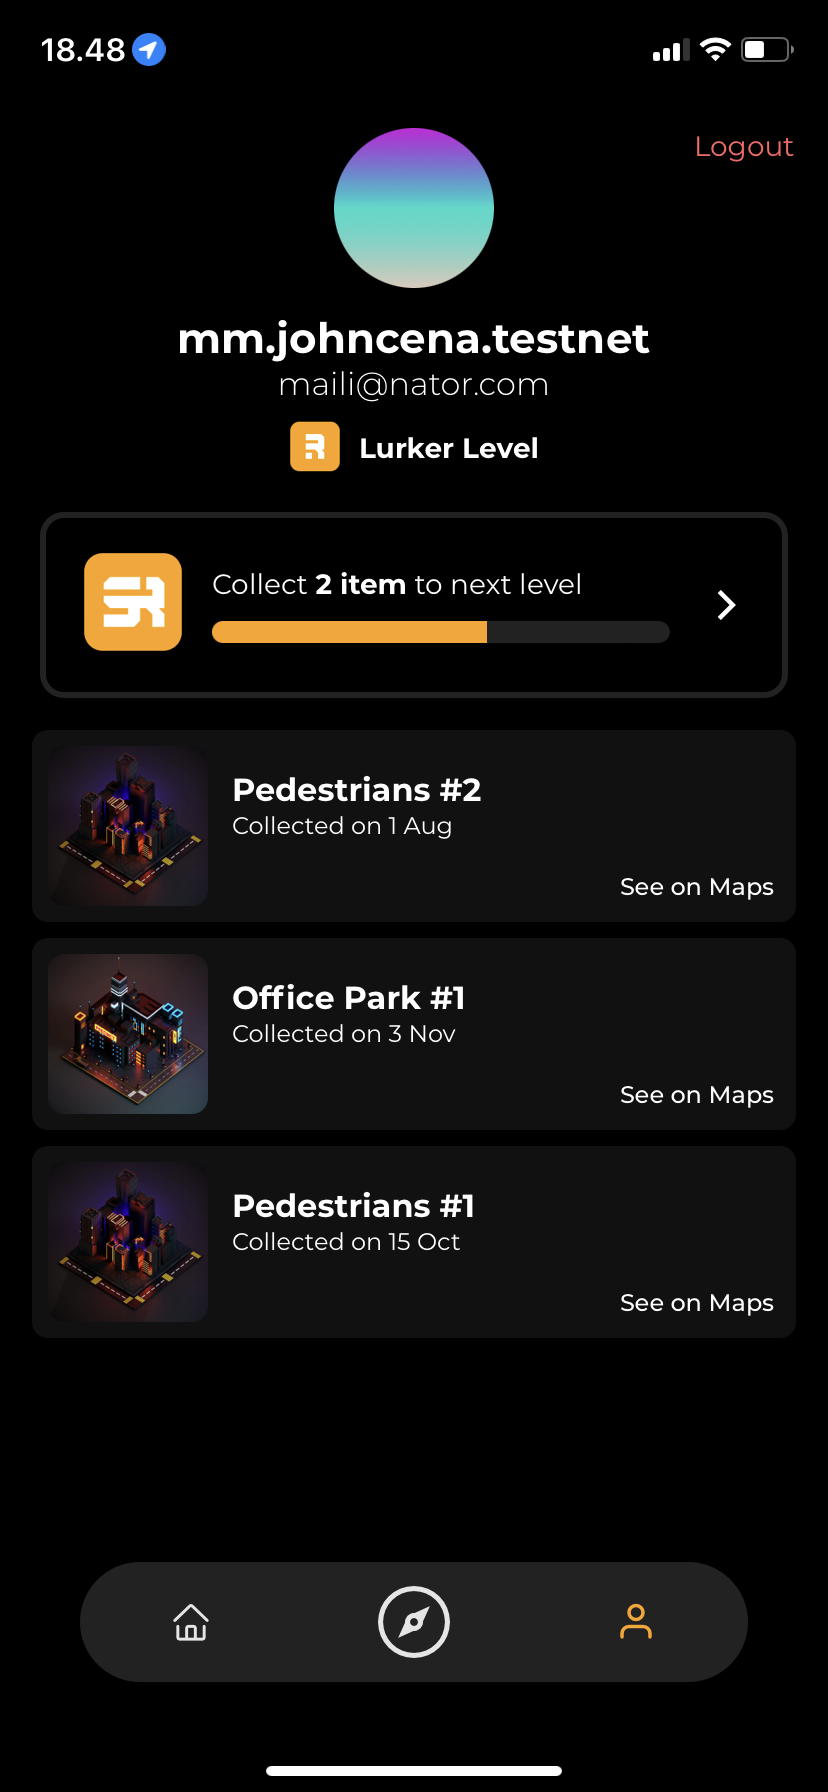 18.48
Logout
mm.johncena.testnet
maili@nator.com
Lurker Level
Collect 2 item to next level
Pedestrians #2
Collected on 1 Aug
See on Maps
Office Park #1
Collected on 3 Nov
See on Maps
Pedestrians #1
Collected on 15 Oct
See on Maps